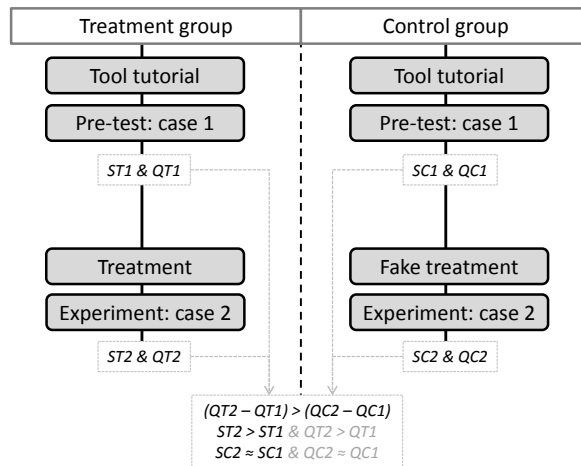 Treatment group
Control group
Tool tutorial
Tool tutorial
Pre-test: case 1
Pre-test: case 1
ST1 & QT1
SC1 & QC1
Treatment
Fake treatment
Experiment: case 2
Experiment: case 2
ST2 & QT2
SC2 & QC2
(QT2 – QT1) > (QC2 – QC1)
ST2 > ST1 & QT2 > QT1
SC2 ≈ SC1 & QC2 ≈ QC1